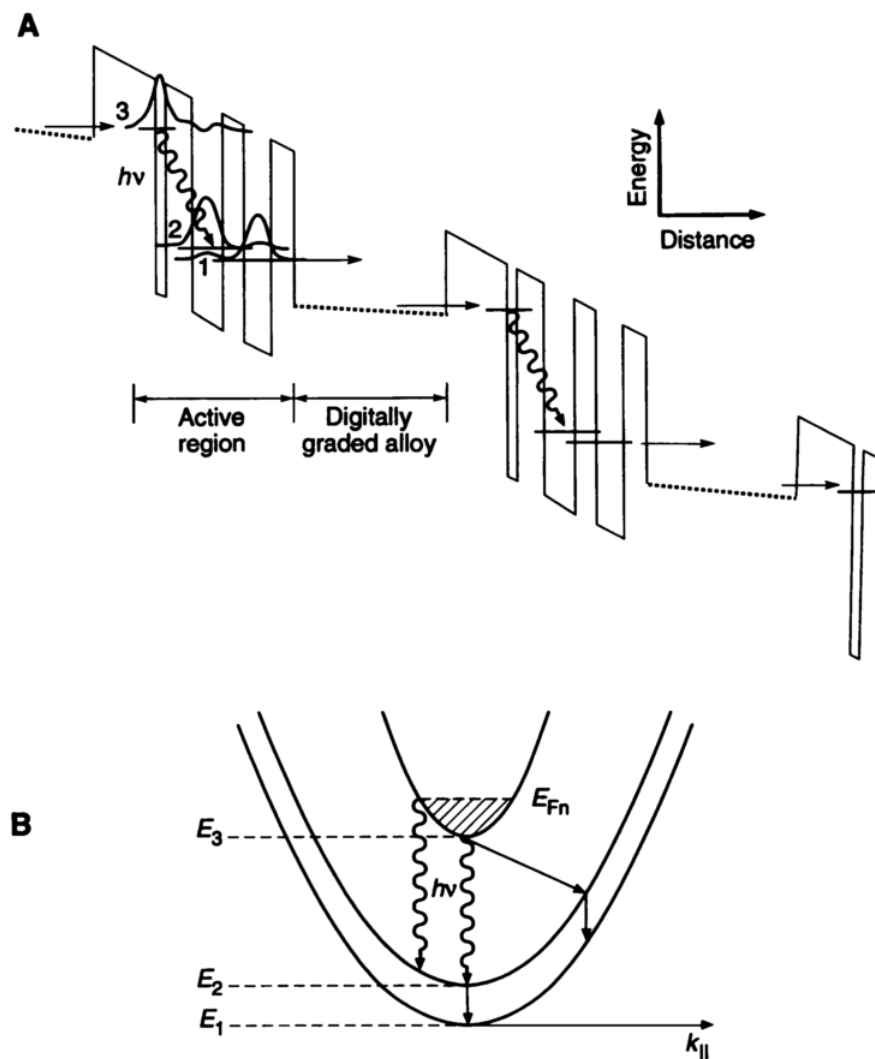 A
3
hν
2
1
Energy
Distance
Active
region
Digitally
graded alloy
B
E_Fn
E_3
hν
E_2
E_1
k_||